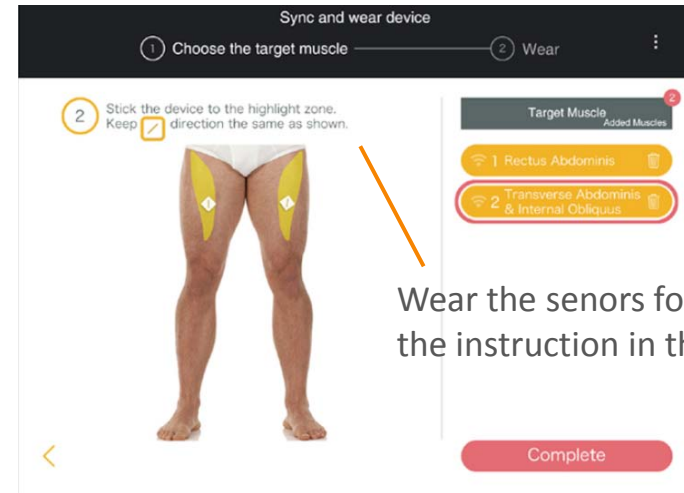 Sync and wear device
1 Choose the target muscle
2 Wear
2 Stick the device to the highlight zone.
Keep direction the same as shown.
2
Target Muscle
Added Muscles
1 Rectus Abdominis
2 Transverse Abdominis
& Internal Obliquus
Wear the senors fo
the instruction in th
Complete